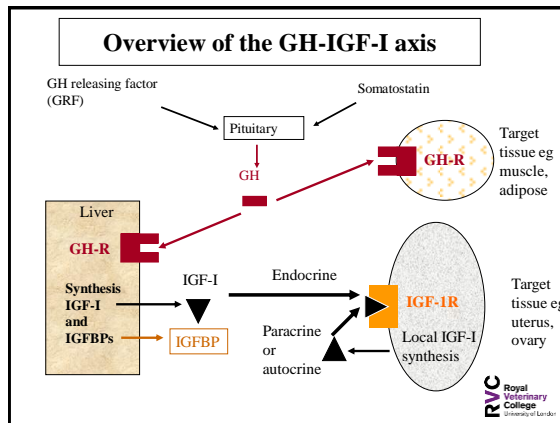 Overview of the GH-IGF-I axis
GH releasing factor
(GRF)
Somatostatin
Pituitary
GH
GH-R
Target
tissue eg
muscle,
adipose
Liver
GH-R
Synthesis
IGF-I
and
IGFBPs
IGF-I
IGFBP
Endocrine
Paracrine
or
autocrine
IGF-1R
Local IGF-I
synthesis
Target
tissue eg
uterus,
ovary
RVC
Royal
Veterinary
College
University of London